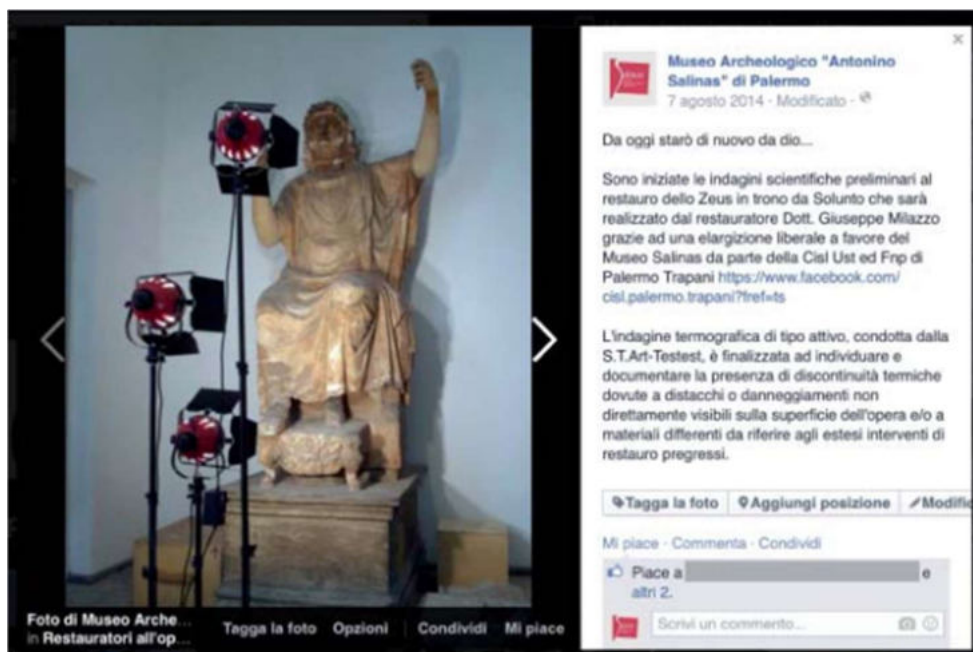 Museo Archeologico "Antonino
Salinas" di Palermo
7 agosto 2014 · Modificato ·
Da oggi starò di nuovo da dio...
Sono iniziate le indagini scientifiche preliminari al
restauro dello Zeus in trono da Solunto che sarà
realizzato dal restauratore Dott. Giuseppe Milazzo
grazie ad una elargizione liberale a favore del
Museo Salinas da parte della Cisl Ust ed Fnp di
Palermo Trapani https://www.facebook.com/
cisl.palermo.trapani?fref=ts
L'indagine termografica di tipo attivo, condotta dalla
S.T.Art-Testest, è finalizzata ad individuare e
documentare la presenza di discontinuità termiche
dovute a distacchi o danneggiamenti non
direttamente visibili sulla superficie dell'opera e/o a
materiali differenti da riferire agli estesi interventi di
restauro pregressi.
Tagga la foto Aggiungi posizione Modific
Mi piace · Commenta · Condividi
Piace a e
altri 2.
Scrivi un commento...
Foto di Museo Arche...
in Restauratori all'op...
Tagga la foto Opzioni Condividi Mi piace